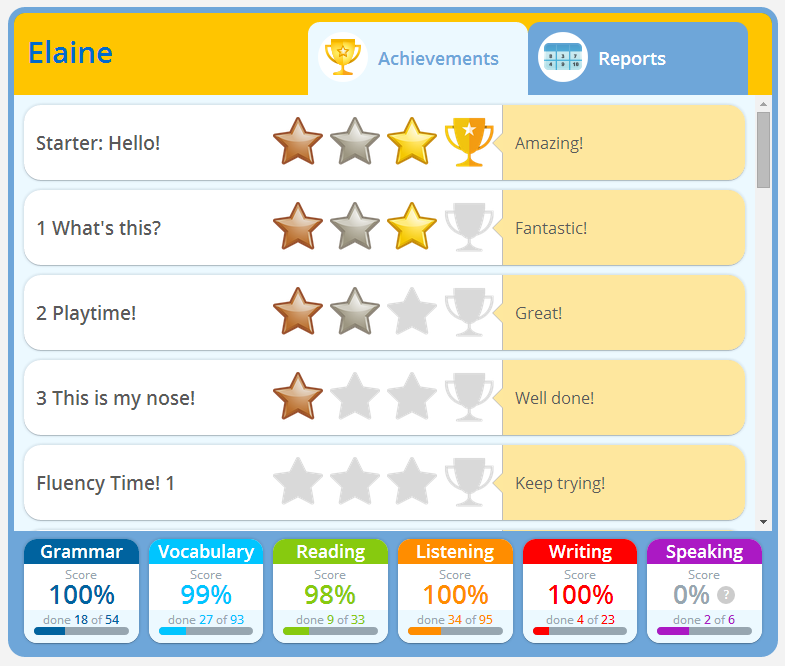 Elaine
Achievements
Reports
Starter: Hello!
Amazing!
1 What's this?
Fantastic!
2 Playtime!
Great!
3 This is my nose!
Well done!
Fluency Time! 1
Keep trying!
Grammar Vocabulary Reading Listening Writing Speaking
Score Score Score Score Score Score
100% 99% 98% 100% 100% 0% ?
done 18 of 54 done 27 of 93 done 9 of 33 done 34 of 95 done 4 of 23 done 2 of 6